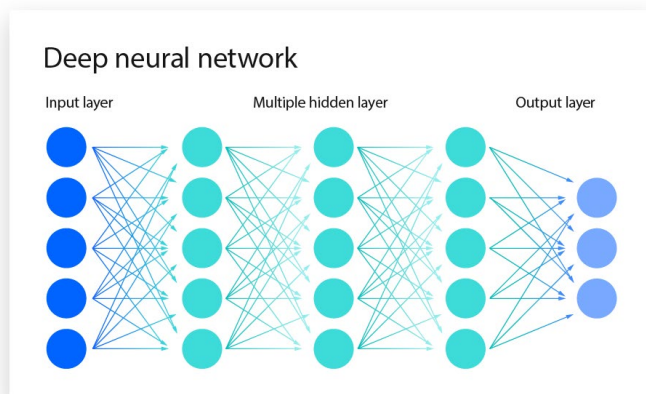 Deep neural network
Input layer
Multiple hidden layer
Output layer